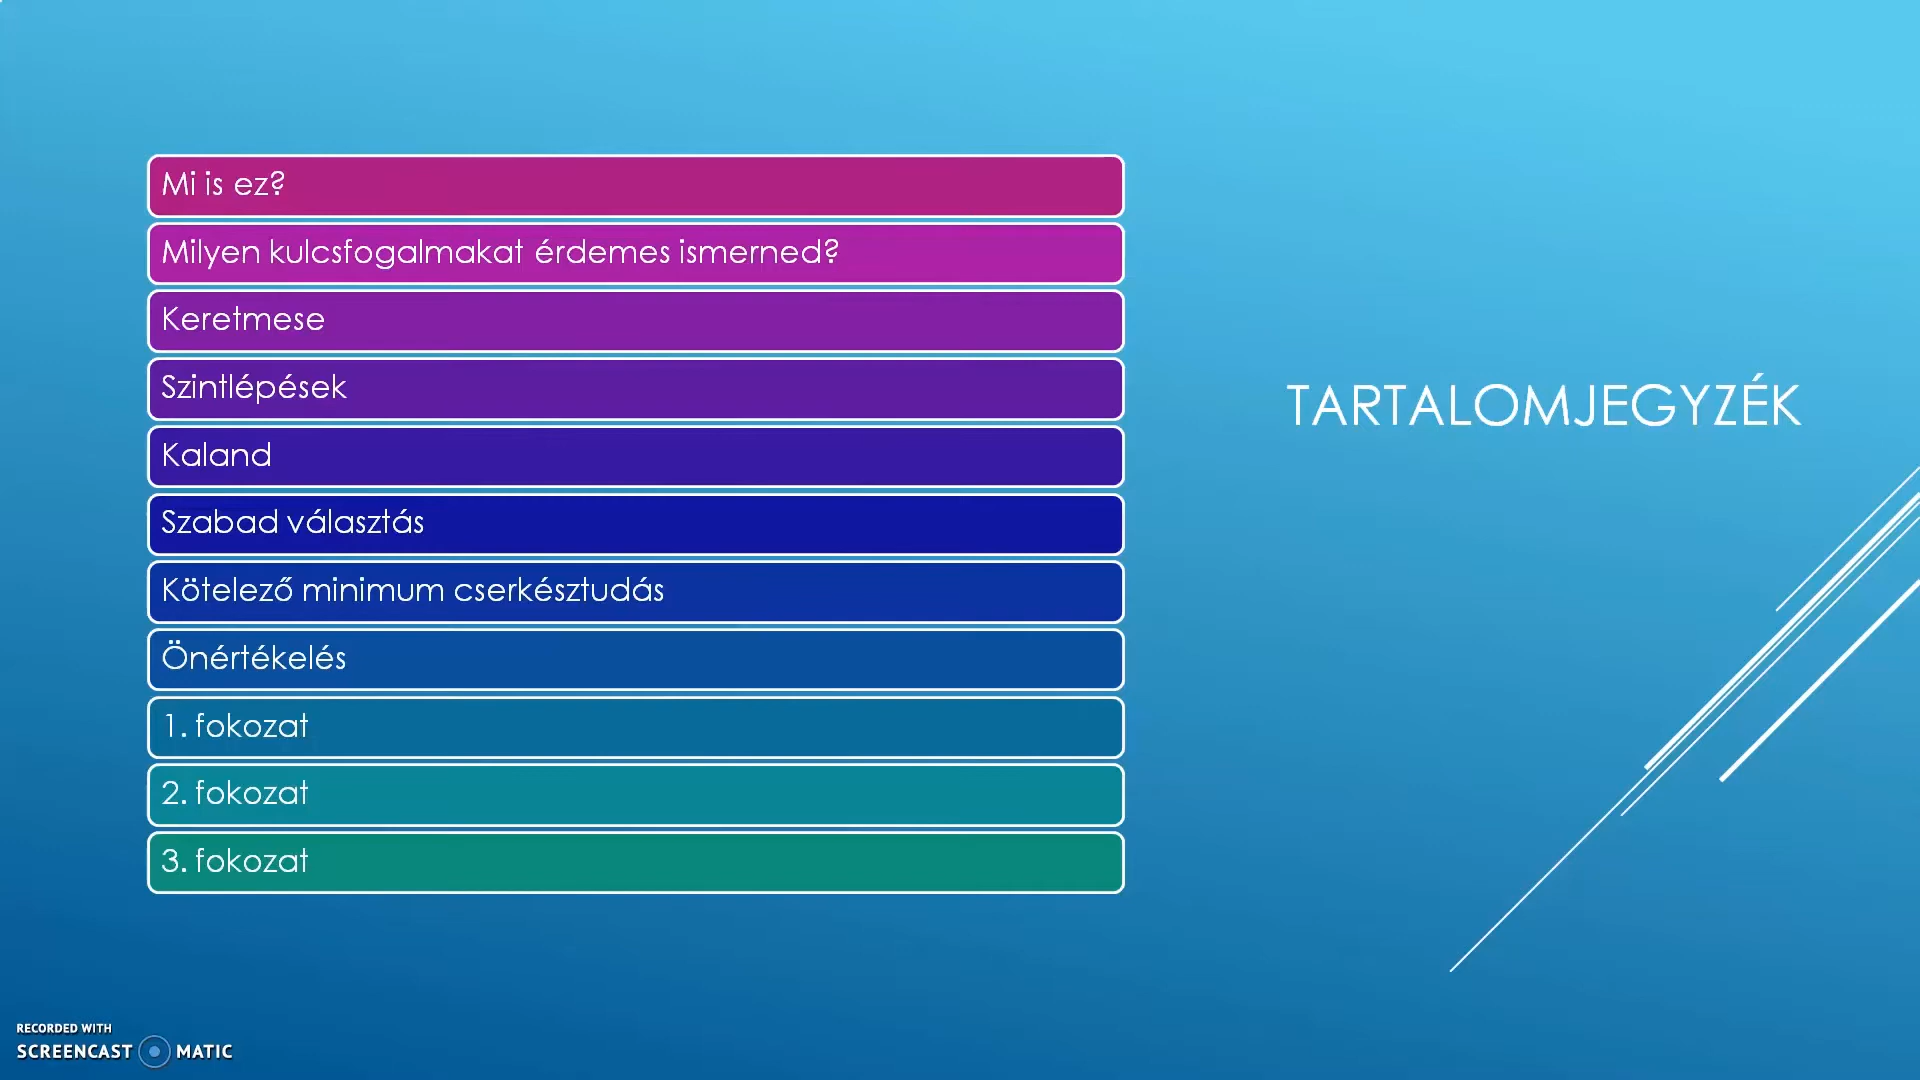 Mi is ez?
Milyen kulcsfogalmakat érdemes ismerned?
Keretmese
Szintlépések
Kaland
Szabad választás
Kötelező minimum cserkésztudás
Önértékelés
1. fokozat
2. fokozat
3. fokozat
TARTALOMJEGYZÉK
RECORDED WITH
SCREENCAST MATIC